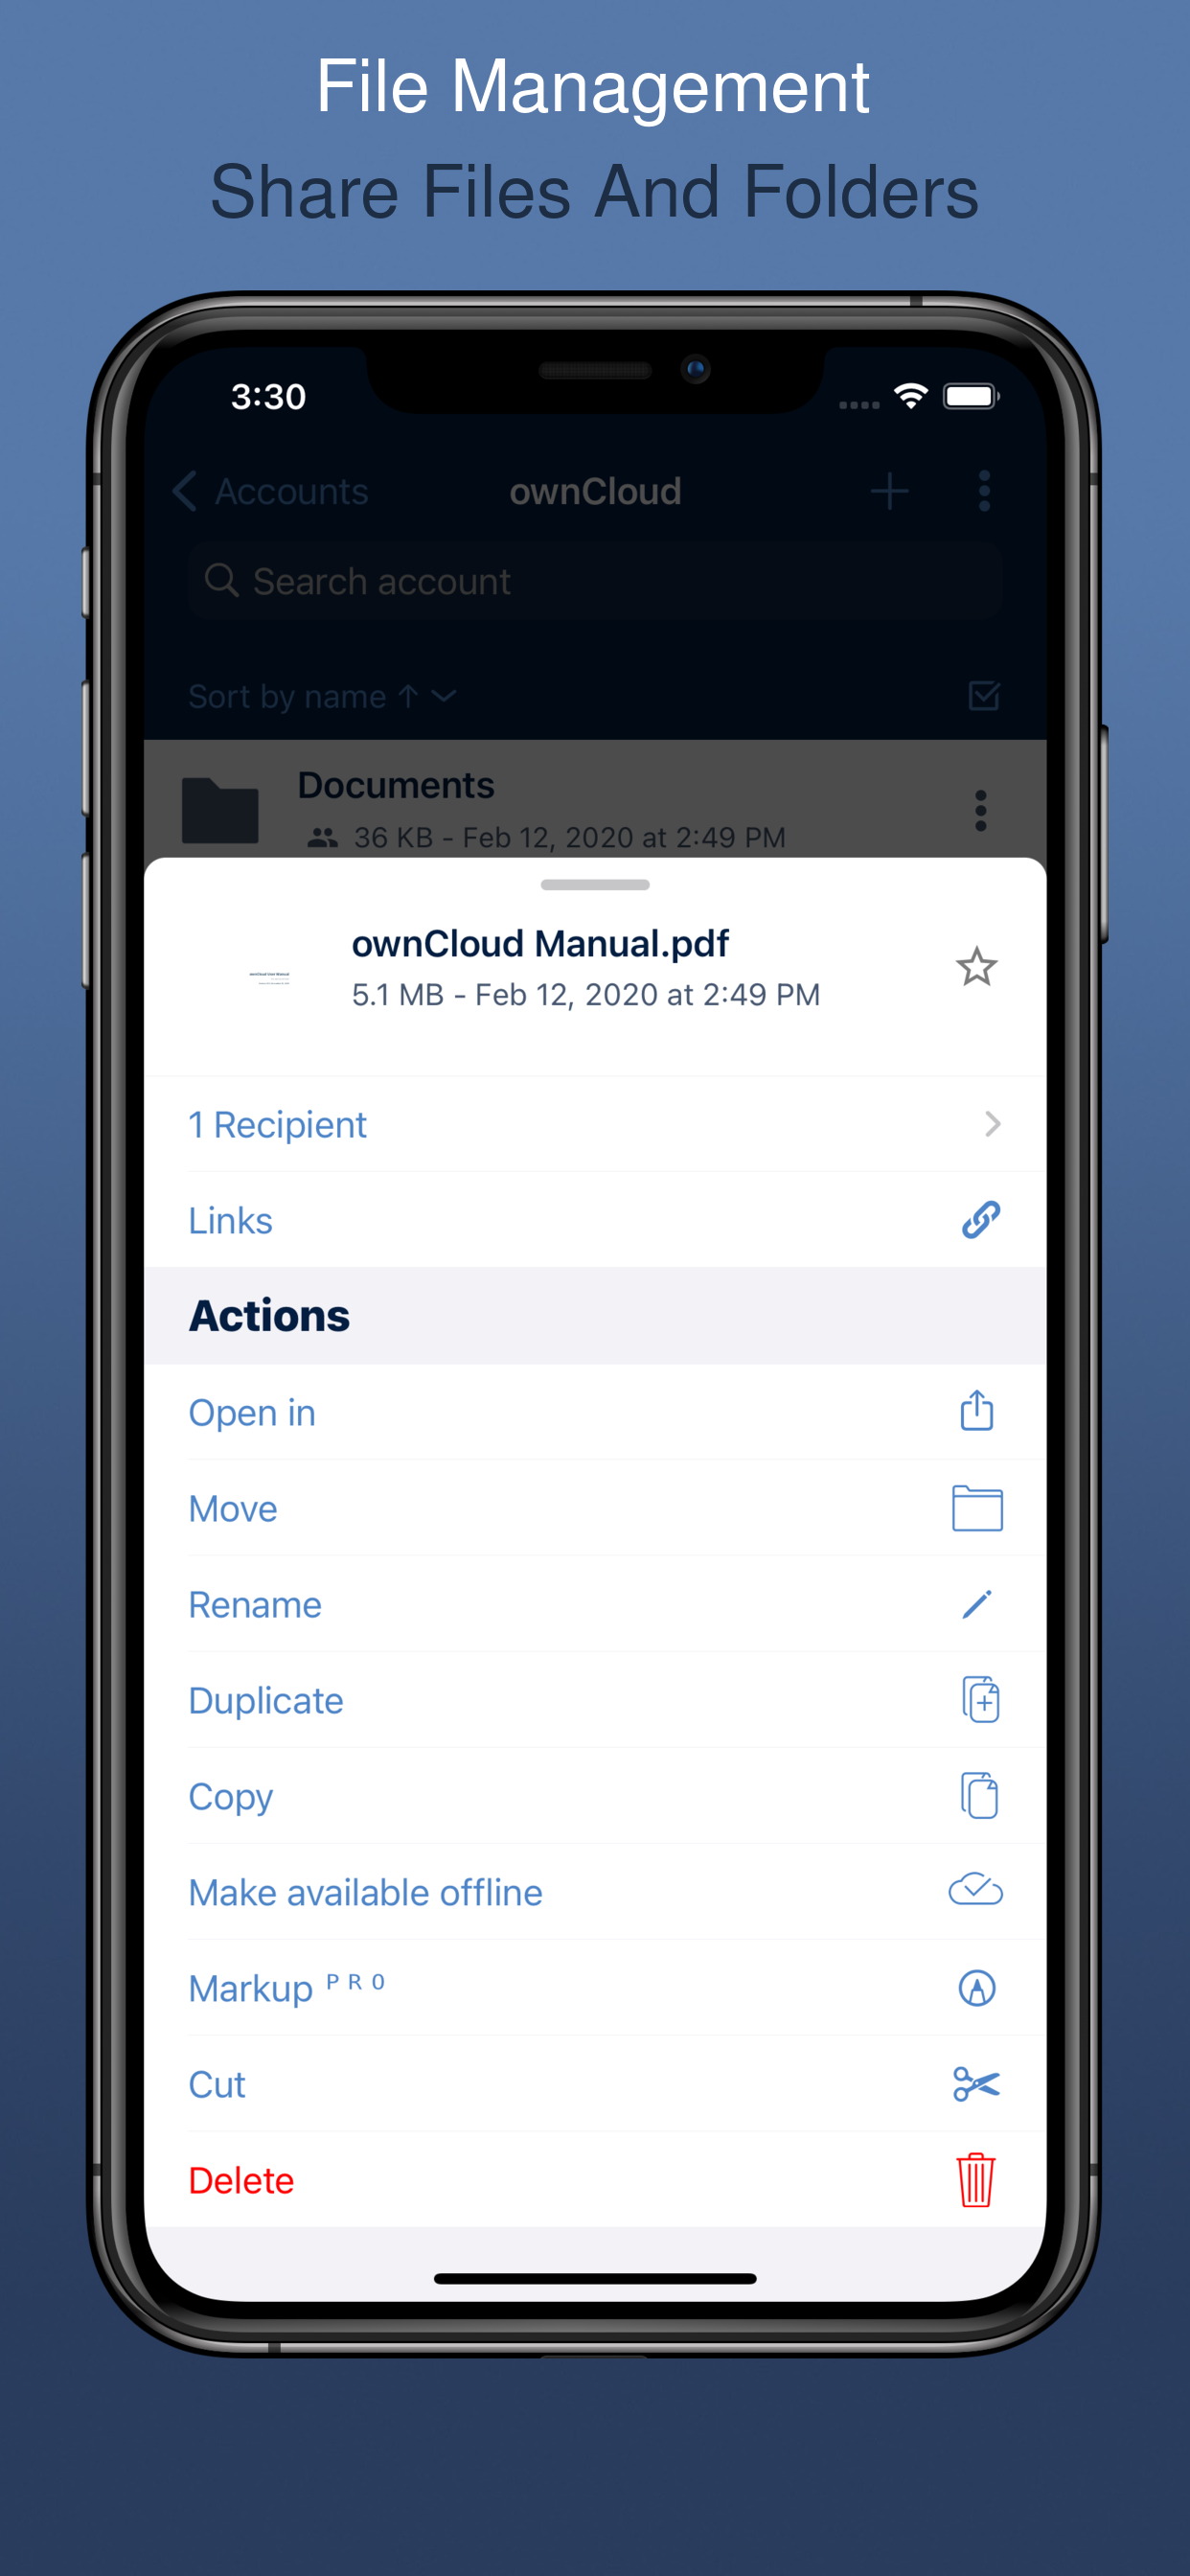 File Management
Share Files And Folders
3:30
Accounts
ownCloud
Search account
Sort by name
Documents
36 KB - Feb 12, 2020 at 2:49 PM
ownCloud Manual.pdf
5.1 MB - Feb 12, 2020 at 2:49 PM
1 Recipient
Links
Actions
Open in
Move
Rename
Duplicate
Copy
Make available offline
Markup PRO
Cut
Delete